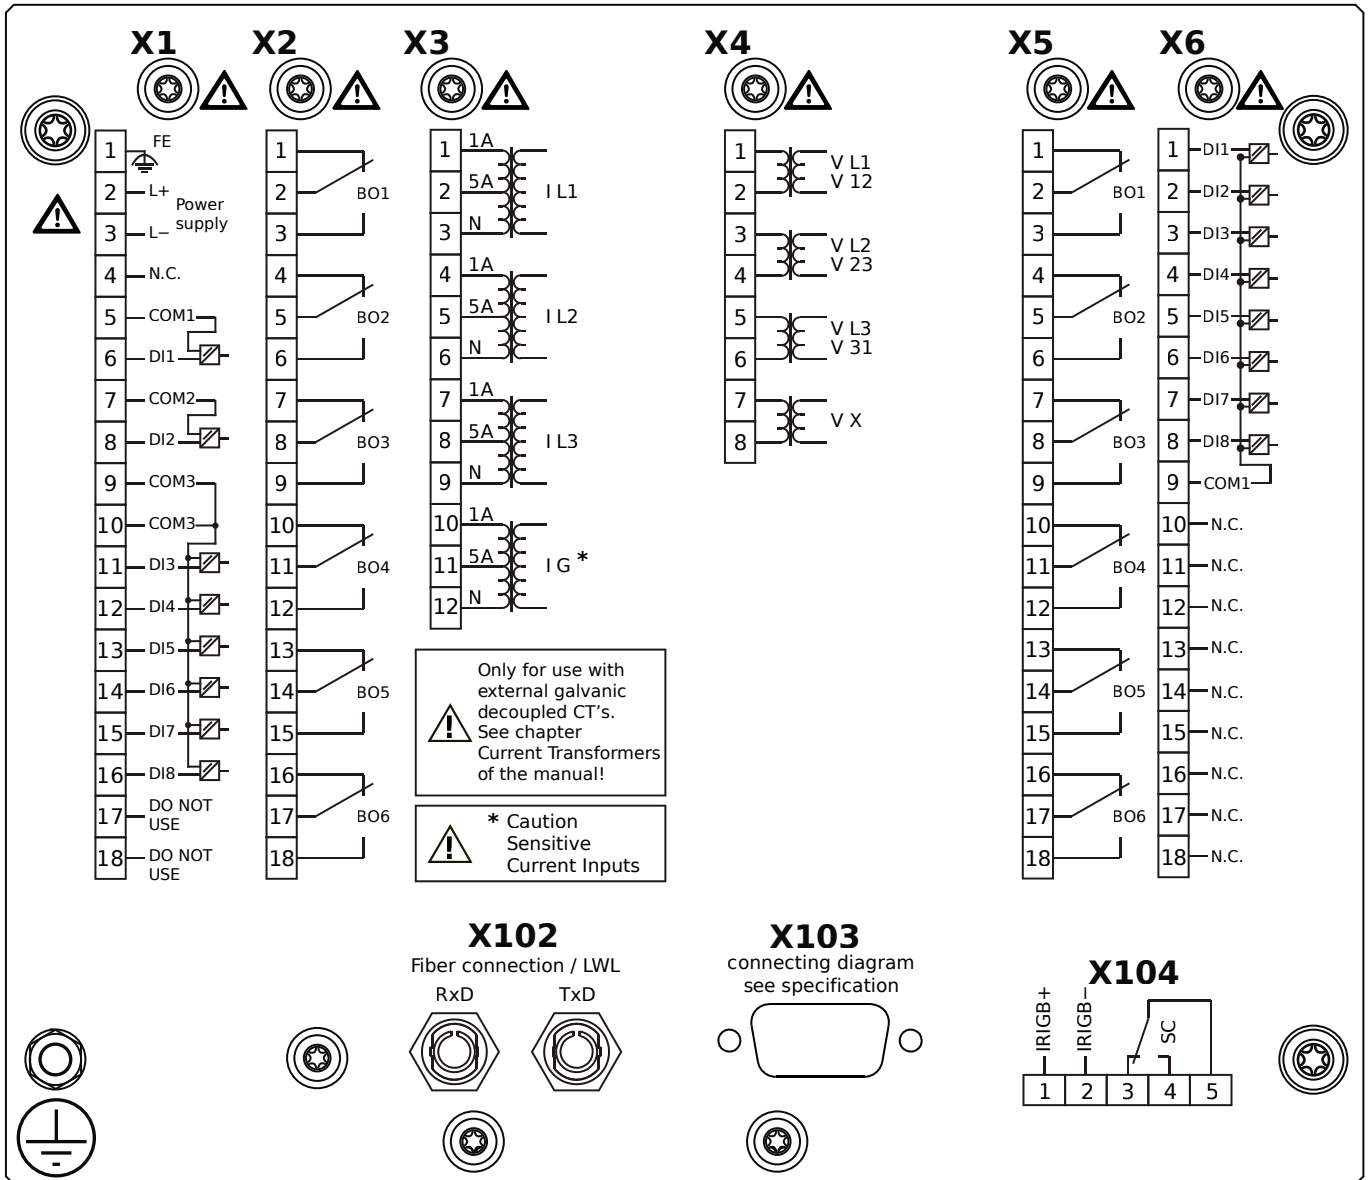 X1 X2 X3 X4 X5 X6
1 FE
2 L+
Power
supply
3 L−
4 N.C.
5 COM1
6 DI1
7 COM2
8 DI2
9 COM3
10 COM3
11 DI3
12 DI4
13 DI5
14 DI6
15 DI7
16 DI8
17 DO NOT
USE
18 DO NOT
USE
1
2 BO1
3
4
5 BO2
6
7
8 BO3
9
10
11 BO4
12
13
14 BO5
15
16
17 BO6
18
1 1A
2 5A I L1
3 N
4 1A
5 5A I L2
6 N
7 1A
8 5A I L3
9 N
10 1A
11 5A I G *
12 N
Only for use with
external galvanic
decoupled CT's.
See chapter
Current Transformers
of the manual!
* Caution
Sensitive
Current Inputs
1 V L1
2 V 12
3 V L2
4 V 23
5 V L3
6 V 31
7 V X
8
1
2 BO1
3
4
5 BO2
6
7
8 BO3
9
10
11 BO4
12
13
14 BO5
15
16
17 BO6
18
1 DI1
2 DI2
3 DI3
4 DI4
5 DI5
6 DI6
7 DI7
8 DI8
9 COM1
10 N.C.
11 N.C.
12 N.C.
13 N.C.
14 N.C.
15 N.C.
16 N.C.
17 N.C.
18 N.C.
X102
Fiber connection / LWL
RxD TxD
X103
connecting diagram
see specification
X104
IRIGB+ IRIGB− SC
1 2 3 4 5